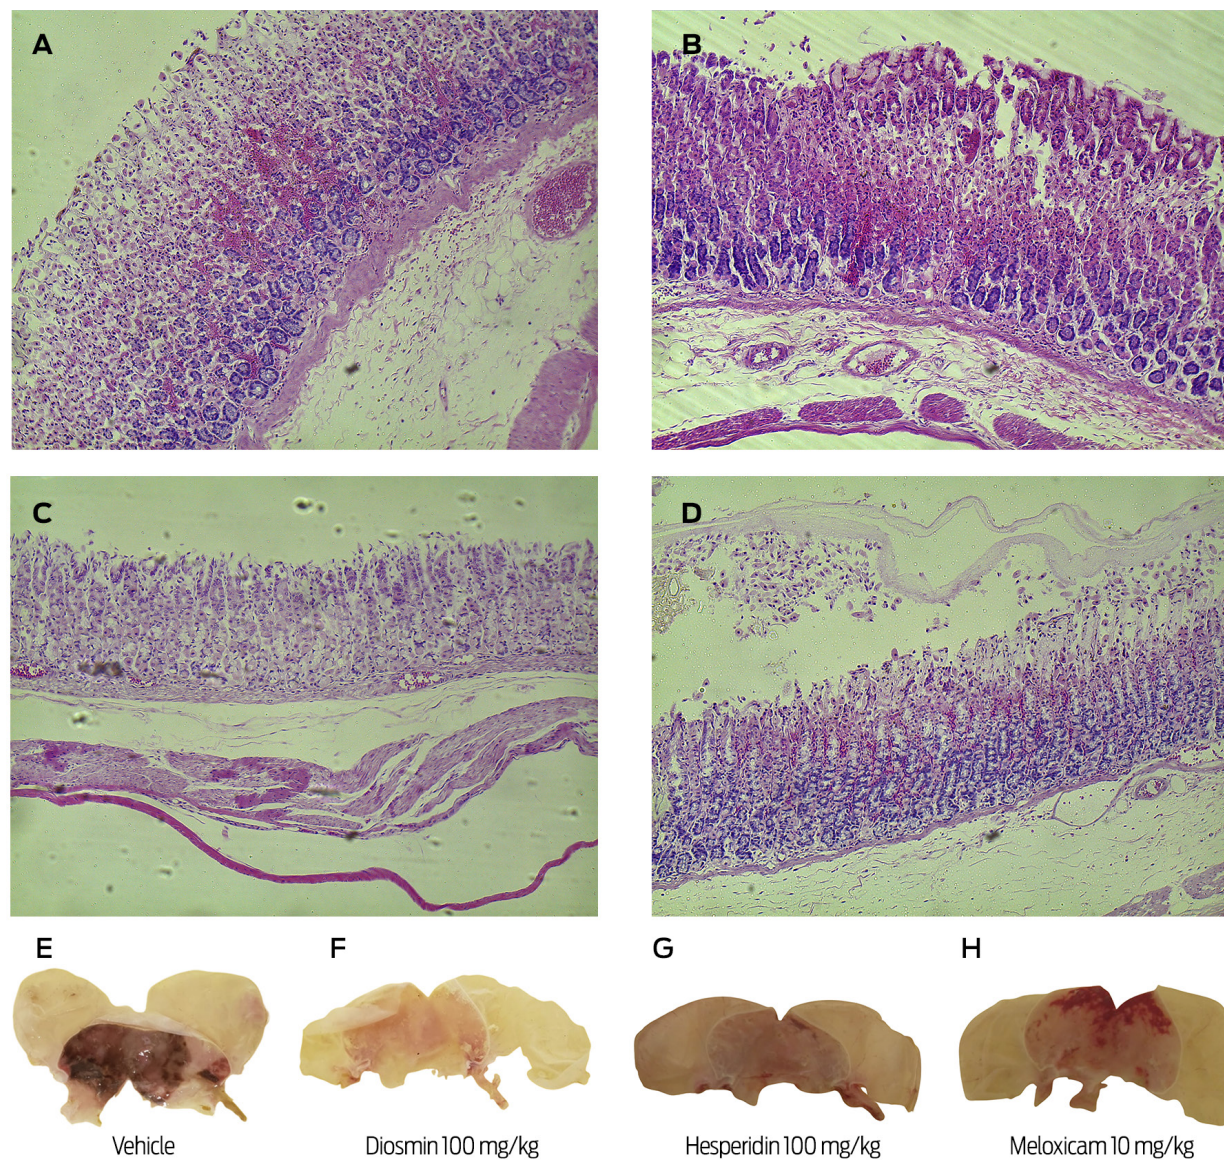 A
B
C
D
E
F
G
H
Vehicle
Diosmin 100 mg/kg
Hesperidin 100 mg/kg
Meloxicam 10 mg/kg